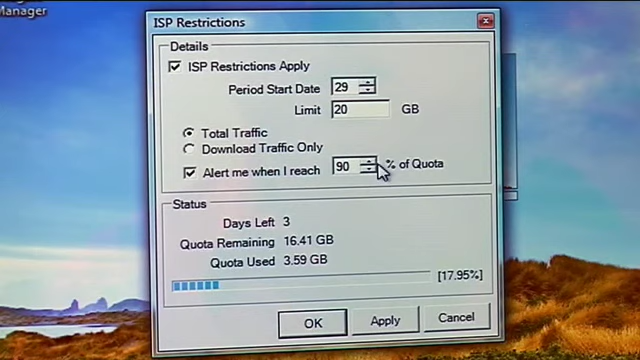 Manager
ISP Restrictions
Details
ISP Restrictions Apply
Period Start Date 29
Limit 20 GB
Total Traffic
Download Traffic Only
Alert me when I reach 90 % of Quota
Status
Days Left 3
Quota Remaining 16.41 GB
Quota Used 3.59 GB
[17.95%]
OK Apply Cancel